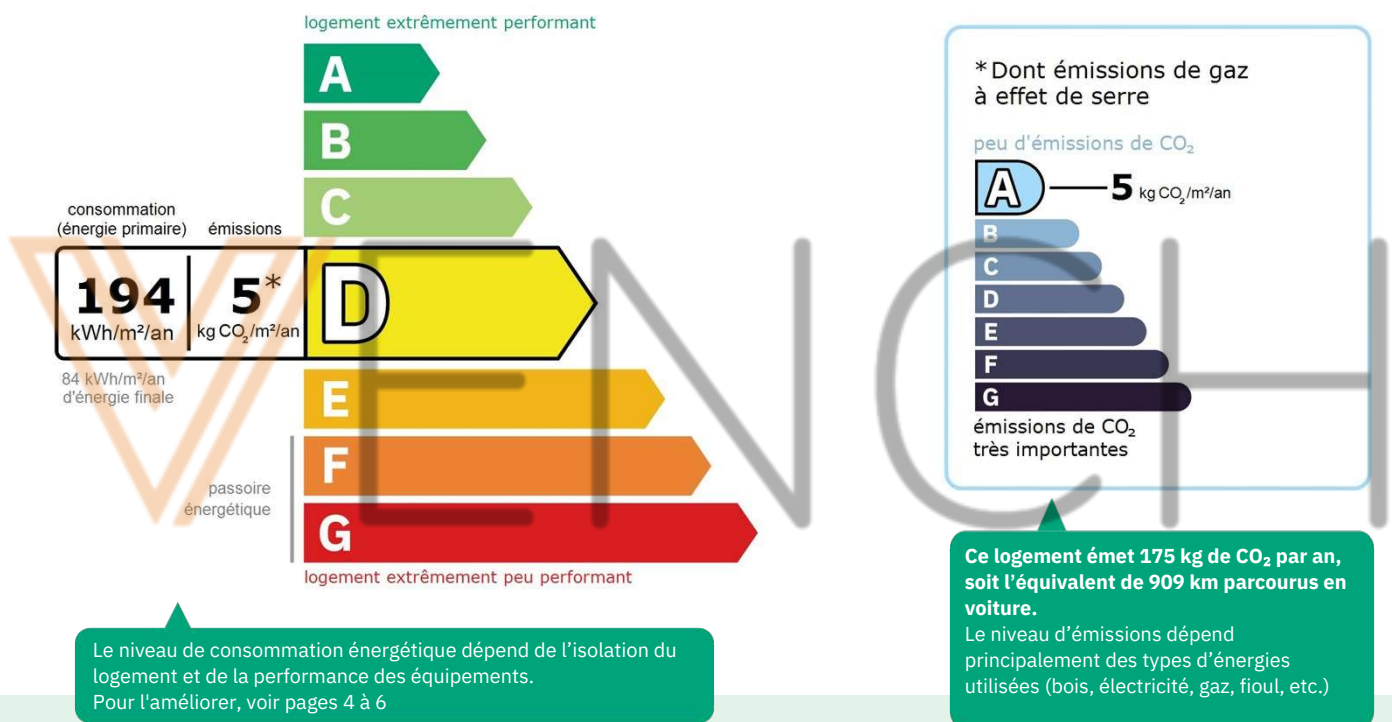 logement extrêmement performant
A
B
C
consommation
(énergie primaire)
émissions
194
kWh/m²/an
5*
kg CO₂/m²/an
D
84 kWh/m²/an
d'énergie finale
E
F
passoire
énergétique
G
logement extrêmement peu performant
Le niveau de consommation énergétique dépend de l’isolation du
logement et de la performance des équipements.
Pour l'améliorer, voir pages 4 à 6
*Dont émissions de gaz
à effet de serre
peu d'émissions de CO₂
A
5 kg CO₂/m²/an
B
C
D
E
F
G
émissions de CO₂
très importantes
Ce logement émet 175 kg de CO₂ par an,
soit l’équivalent de 909 km parcourus en
voiture.
Le niveau d’émissions dépend
principalement des types d’énergies
utilisées (bois, électricité, gaz, fioul, etc.)
VENCH